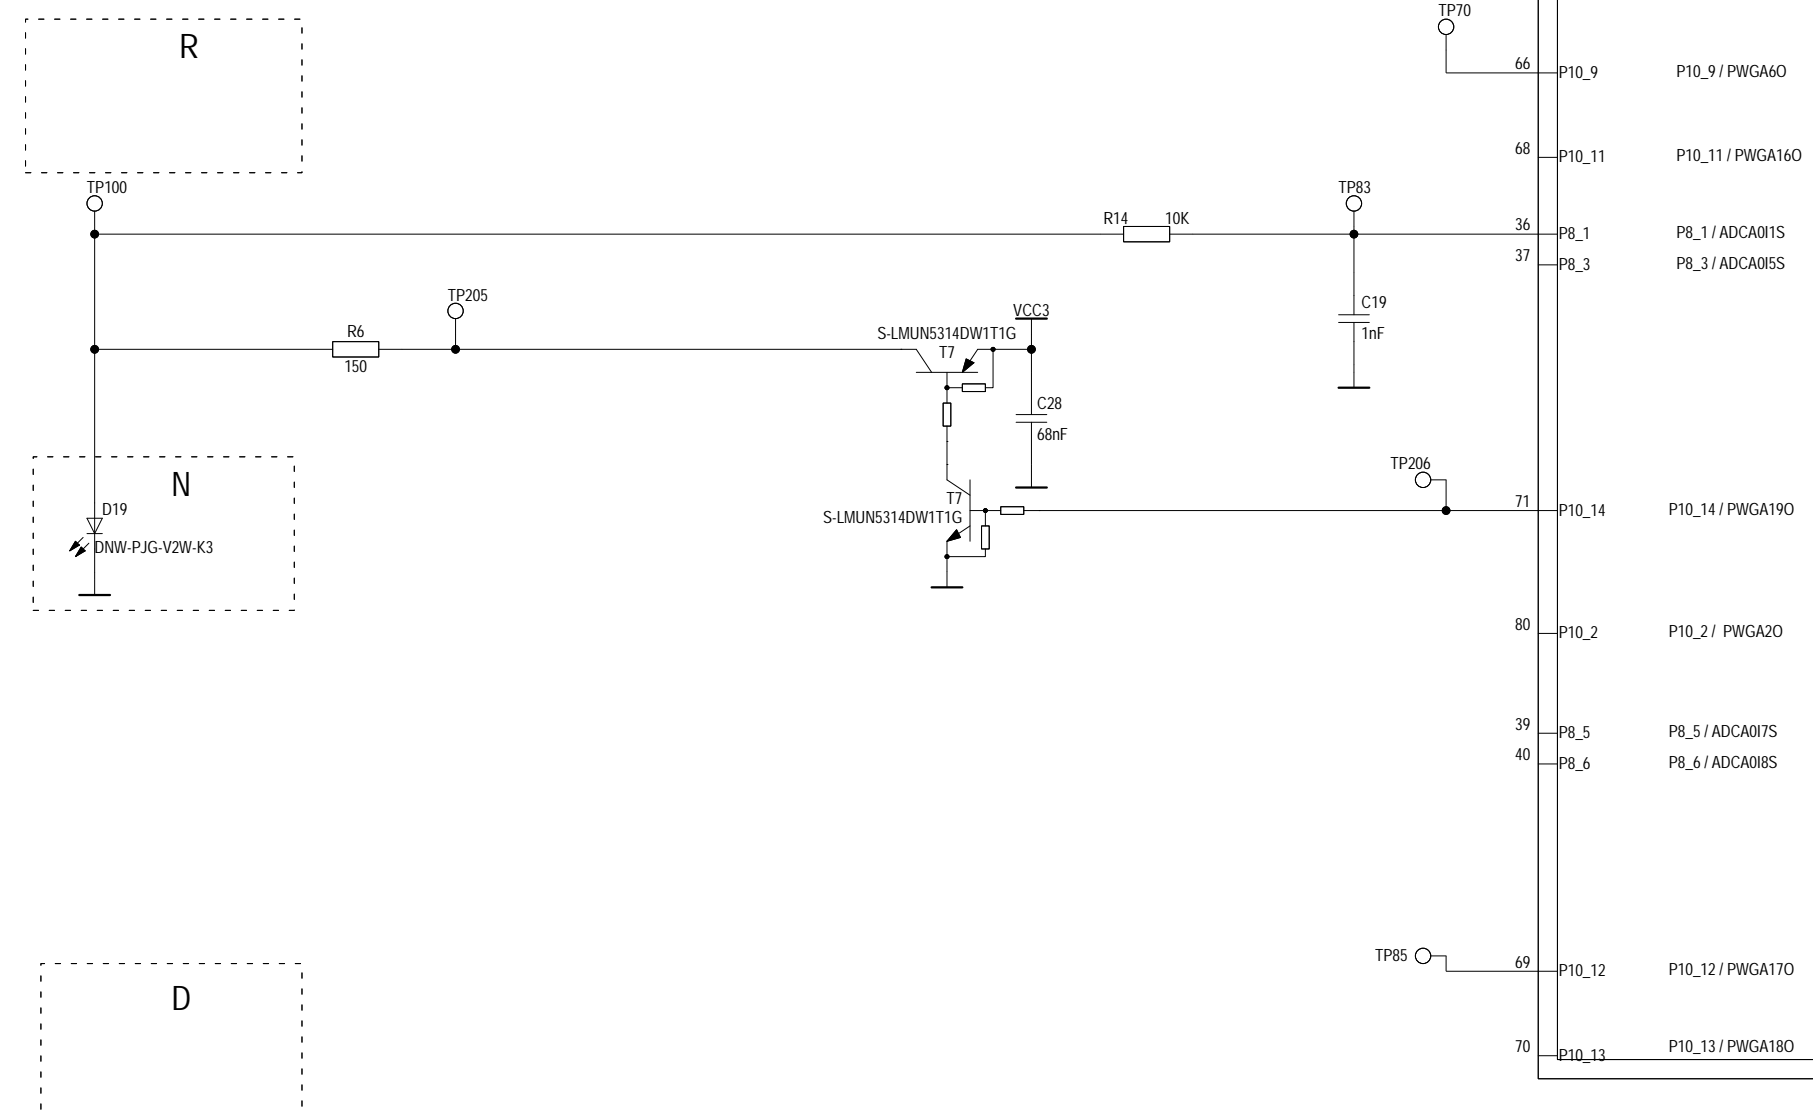 TP70
R
66 P10_9 P10_9 / PWGA6O
68 P10_11 P10_11 / PWGA16O
TP100
TP83
R14 10K
36 P8_1 P8_1 / ADCA0I1S
37 P8_3 P8_3 / ADCA0I5S
TP205
C19
1nF
VCC3
R6
150
S-LMUN5314DW1T1G
T7
C28
68nF
TP206
N
D19
DNW-PJG-V2W-K3
T7
S-LMUN5314DW1T1G
71 P10_14 P10_14 / PWGA19O
80 P10_2 P10_2 / PWGA2O
39 P8_5 P8_5 / ADCA0I7S
40 P8_6 P8_6 / ADCA0I8S
TP85
69 P10_12 P10_12 / PWGA17O
D
70 P10_13 P10_13 / PWGA18O